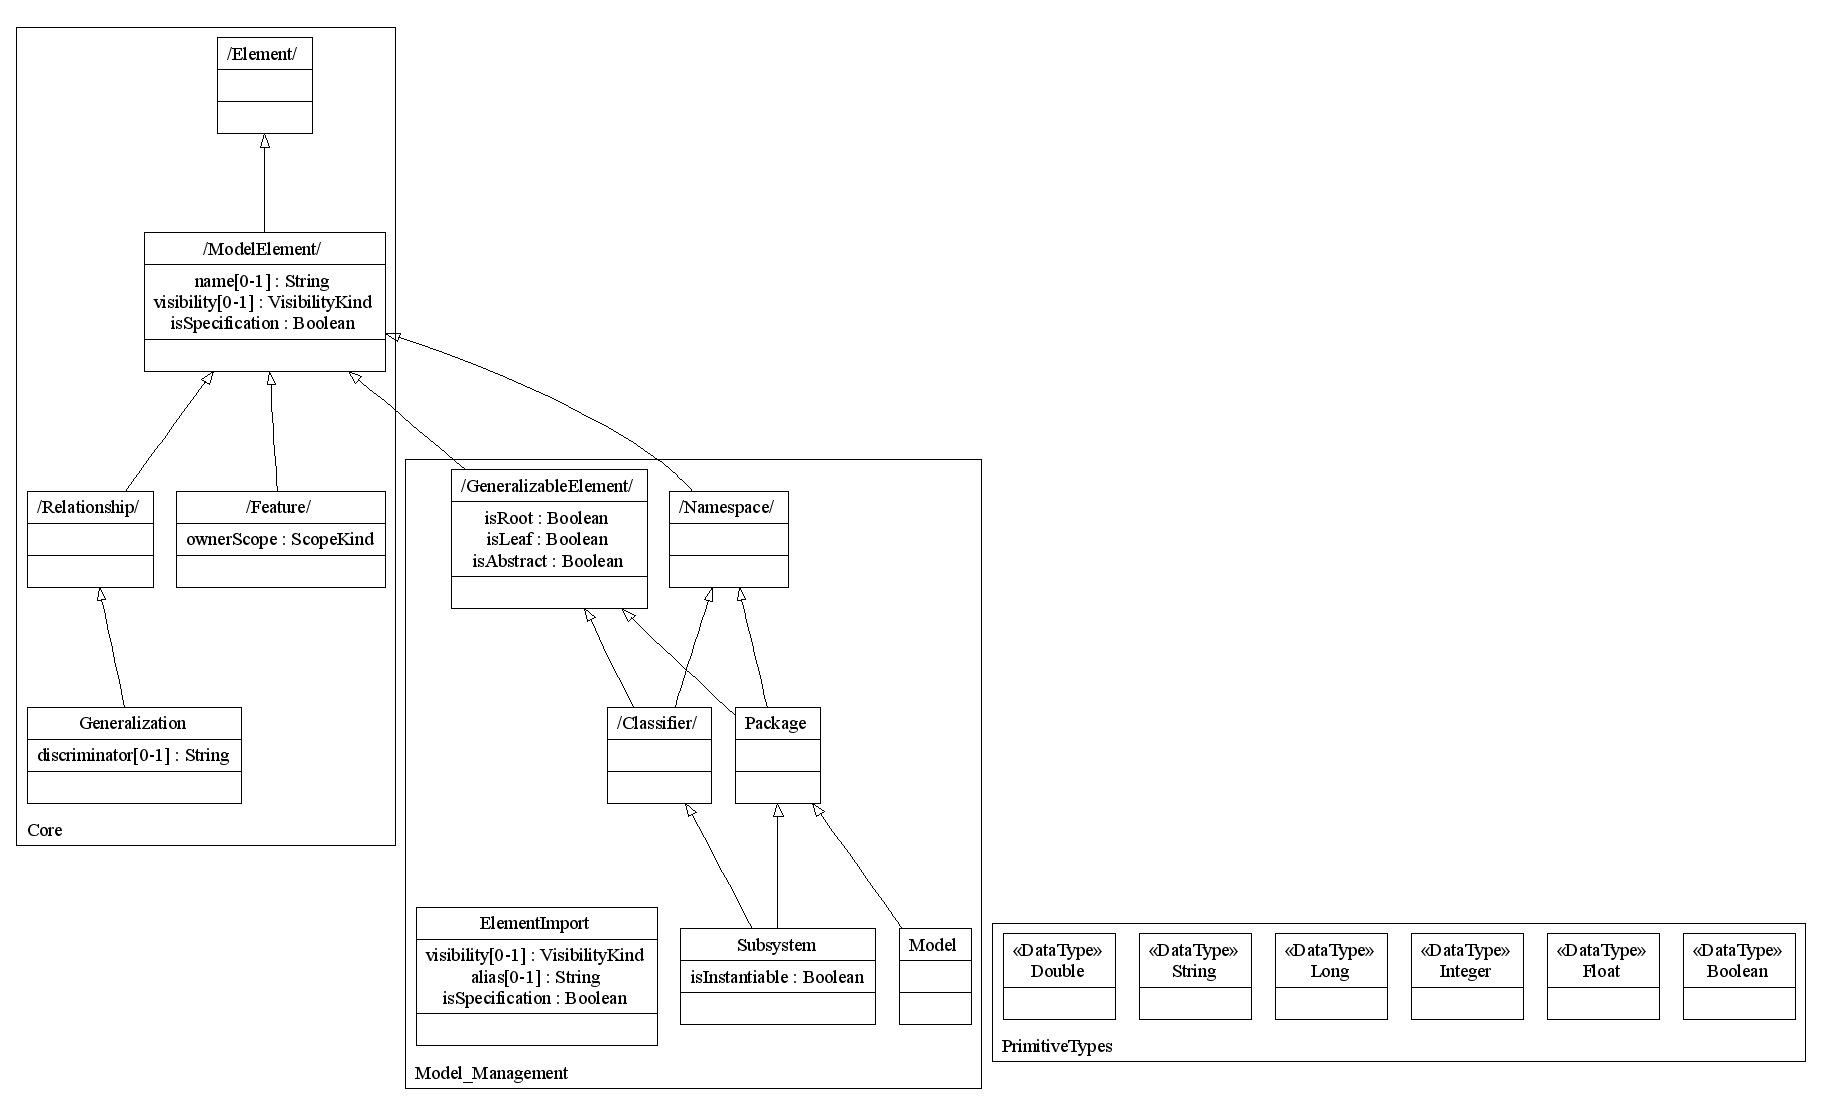 /Element/
/ModelElement/
name[0-1] : String
visibility[0-1] : VisibilityKind
isSpecification : Boolean
/Relationship/
/Feature/
ownerScope : ScopeKind
Generalization
discriminator[0-1] : String
Core
/GeneralizableElement/
isRoot : Boolean
isLeaf : Boolean
isAbstract : Boolean
/Namespace/
/Classifier/
Package
ElementImport
visibility[0-1] : VisibilityKind
alias[0-1] : String
isSpecification : Boolean
Subsystem
isInstantiable : Boolean
Model
Model_Management
«DataType»
Double
«DataType»
String
«DataType»
Long
«DataType»
Integer
«DataType»
Float
«DataType»
Boolean
PrimitiveTypes